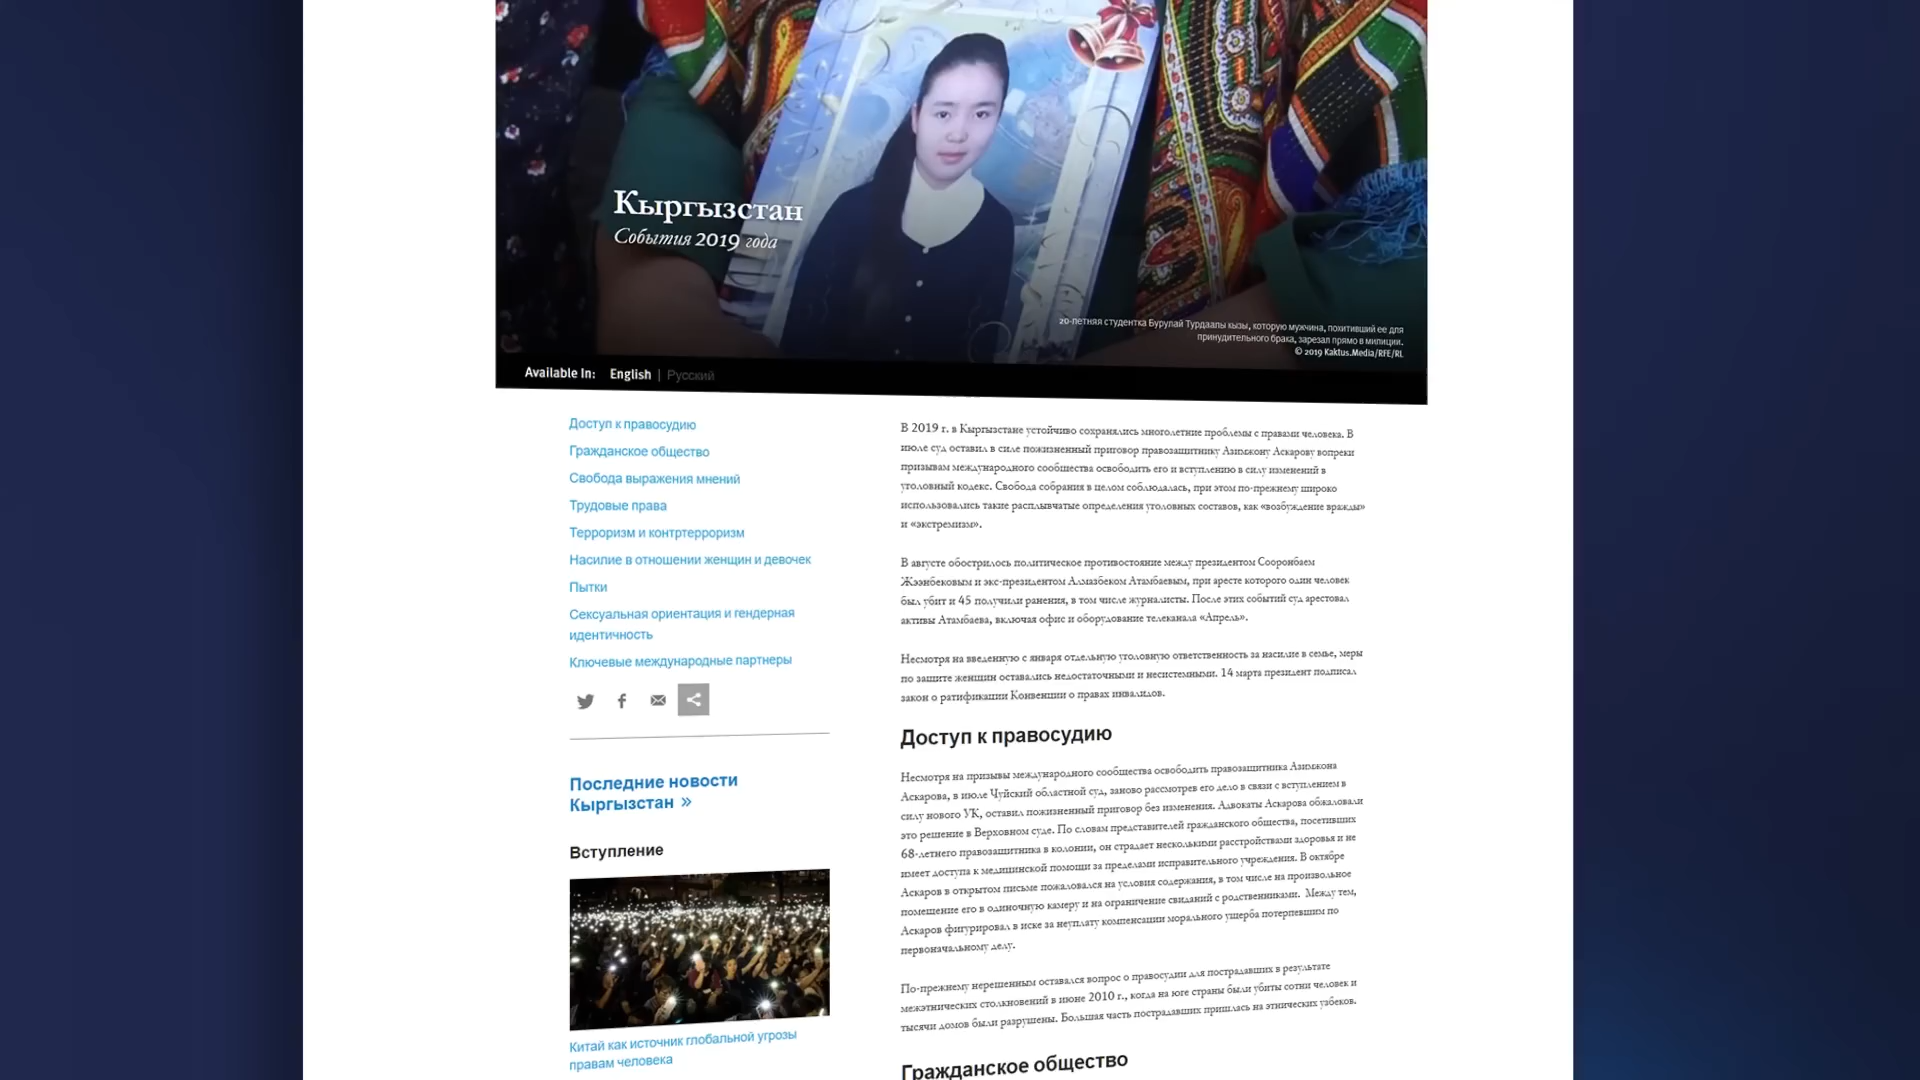 Кыргызстан
События 2019 года
20-летняя студентка Бурулай Турдаалы кызы, которую мужчина, похитивший ее для
принудительного брака, зарезал прямо в милиции.
© 2019 Kaktus.Media/RFE/RL
Available In: English | Русский
Доступ к правосудию
Гражданское общество
Свобода выражения мнений
Трудовые права
Терроризм и контртерроризм
Насилие в отношении женщин и девочек
Пытки
Сексуальная ориентация и гендерная
идентичность
Ключевые международные партнеры
Последние новости
Кыргызстан »
Вступление
Китай как источник глобальной угрозы
правам человека
В 2019 г. в Кыргызстане устойчиво сохранялись многолетние проблемы с правами человека. В
июле суд оставил в силе пожизненный приговор правозащитнику Азимжону Аскарову вопреки
призывам международного сообщества освободить его и вступлению в силу изменений в
уголовный кодекс. Свобода собрания в целом соблюдалась, при этом по-прежнему широко
использовались такие расплывчатые определения уголовных составов, как «возбуждение вражды»
и «экстремизм».
В августе обострилось политическое противостояние между президентом Сооронбаем
Жээнбековым и экс-президентом Алмазбеком Атамбаевым, при аресте которого один человек
был убит и 45 получили ранения, в том числе журналисты. После этих событий суд арестовал
активы Атамбаева, включая офис и оборудование телеканала «Апрель».
Несмотря на введенную с января отдельную уголовную ответственность за насилие в семье, меры
по защите женщин оставались недостаточными и несистемными. 14 марта президент подписал
закон о ратификации Конвенции о правах инвалидов.
Доступ к правосудию
Несмотря на призывы международного сообщества освободить правозащитника Азимжона
Аскарова, в июле Чуйский областной суд, заново рассмотрев его дело в связи с вступлением в
силу нового УК, оставил пожизненный приговор без изменения. Адвокаты Аскарова обжаловали
это решение в Верховном суде. По словам представителей гражданского общества, посетивших
68-летнего правозащитника в колонии, он страдает несколькими расстройствами здоровья и не
имеет доступа к медицинской помощи за пределами исправительного учреждения. В октябре
Аскаров в открытом письме пожаловался на условия содержания, в том числе на произвольное
помещение его в одиночную камеру и на ограничение свиданий с родственниками. Между тем,
Аскаров фигурировал в иске за неуплату компенсации морального ущерба потерпевшим по
первоначальному делу.
По-прежнему нерешенным оставался вопрос о правосудии для пострадавших в результате
межэтнических столкновений в июне 2010 г., когда на юге страны были убиты сотни человек и
тысячи домов были разрушены. Большая часть пострадавших пришлась на этнических узбеков.
Гражданское общество